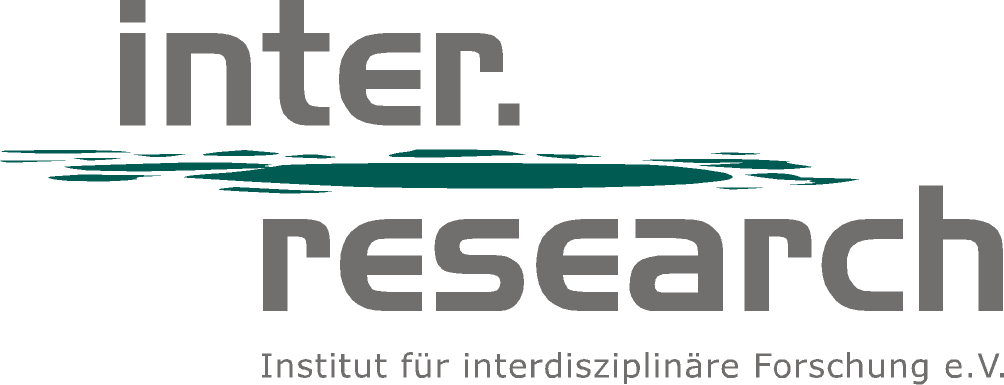 inter.
research
Institut für interdisziplinäre Forschung e.V.